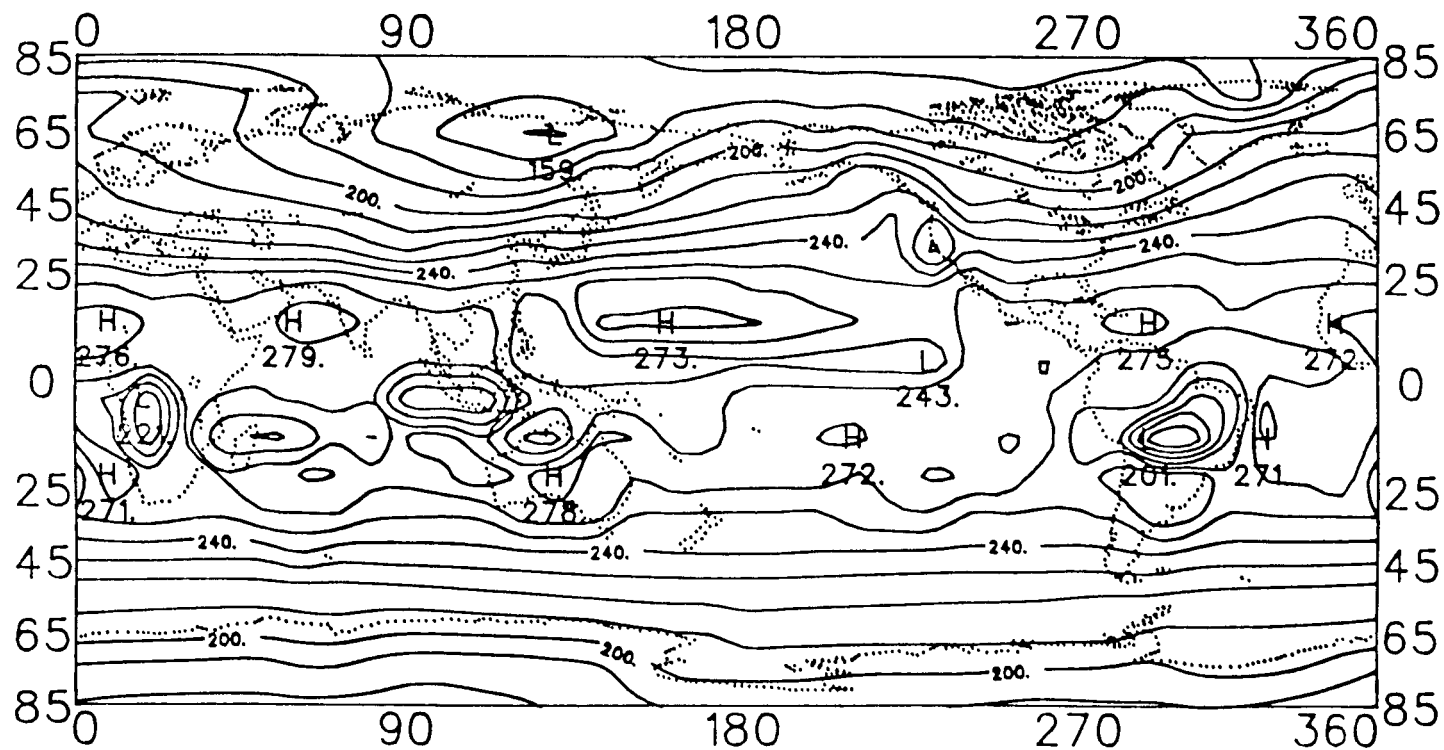 0 90 180 270 360
85 85
65 L 65
159 200.
200. 200.
45 45
240. 240.
25 240. 25
H. H H H H
276 279. 273. 275. 272.
0 L 0
243.
L
H H H
272. 201. 271
25 H H 25
271. 278.
240. 240. 240.
45 45
65 200. 65
200. 200.
85 85
0 90 180 270 360